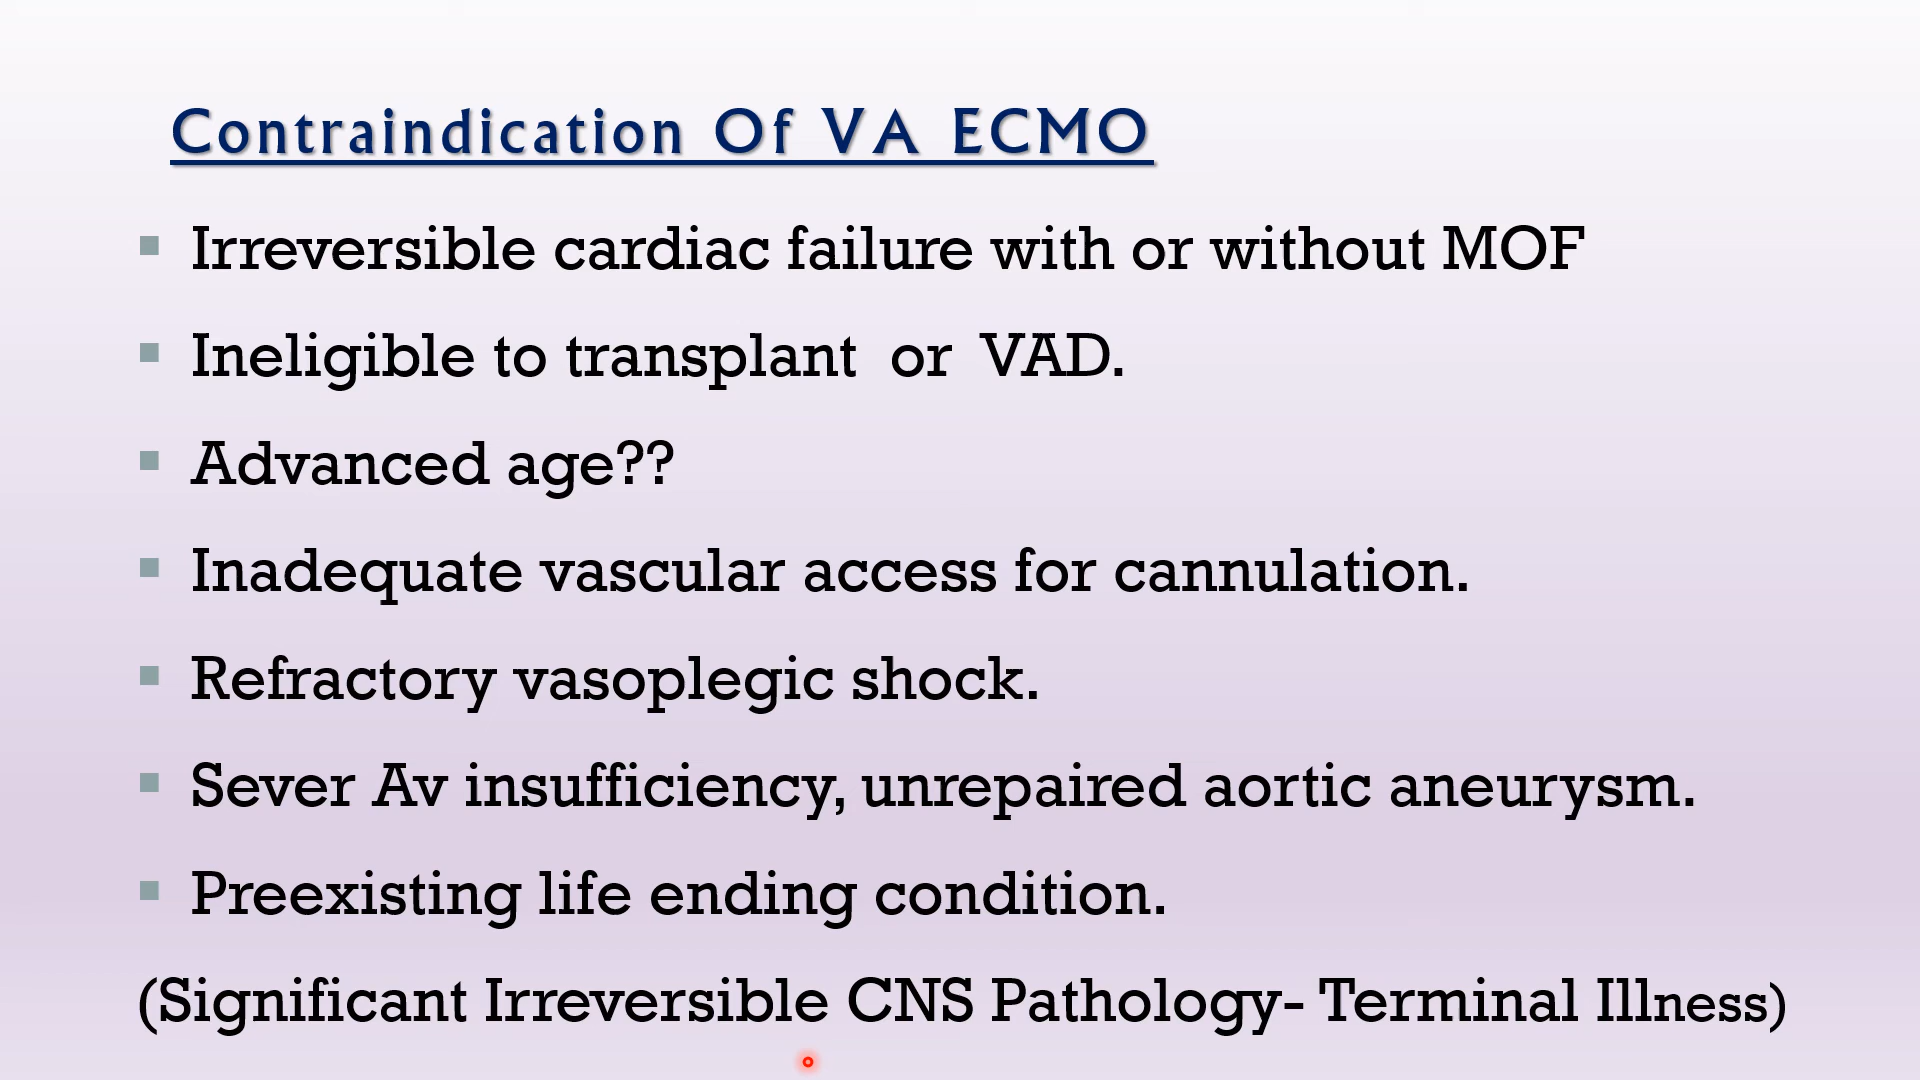 Contraindication Of VA ECMO
▪ Irreversible cardiac failure with or without MOF
▪ Ineligible to transplant or VAD.
▪ Advanced age??
▪ Inadequate vascular access for cannulation.
▪ Refractory vasoplegic shock.
▪ Sever Av insufficiency, unrepaired aortic aneurysm.
▪ Preexisting life ending condition.
(Significant Irreversible CNS Pathology- Terminal Illness)